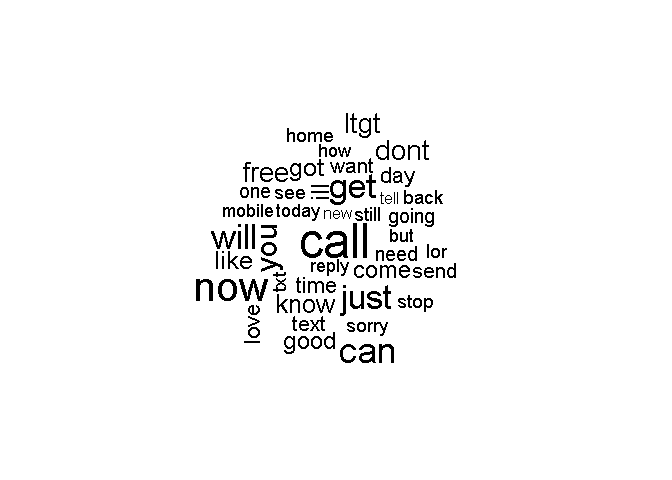 ltgt
home
how
dont
free
got
want
day
get
one
see
ill
tell
back
mobile
today
new
still
going
will
you
call
but
like
need
lor
reply
come
send
now
txt
time
know
just
stop
love
text
sorry
good
can